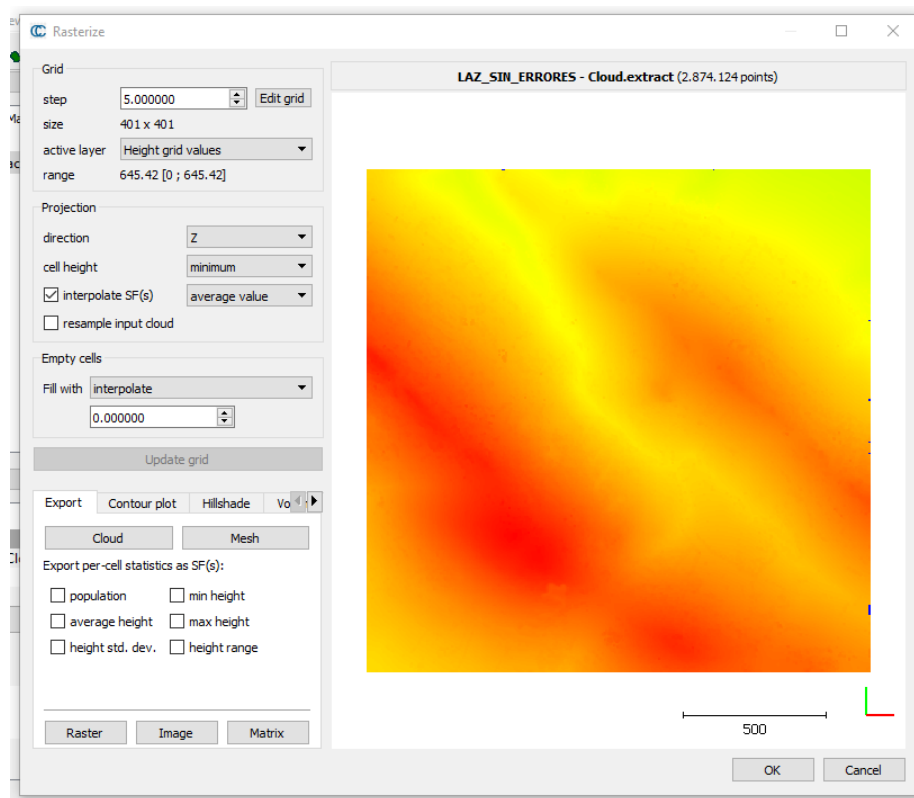 Rasterize
Grid
step 5.000000 Edit grid
size 401 x 401
active layer Height grid values
range 645.42 [0 ; 645.42]
Projection
direction Z
cell height minimum
interpolate SF(s) average value
resample input cloud
Empty cells
Fill with interpolate
0.000000
Update grid
Export Contour plot Hillshade
Cloud Mesh
Export per-cell statistics as SF(s):
population min height
average height max height
height std. dev. height range
Raster Image Matrix
LAZ_SIN_ERRORES - Cloud.extract (2.874.124 points)
500
OK Cancel